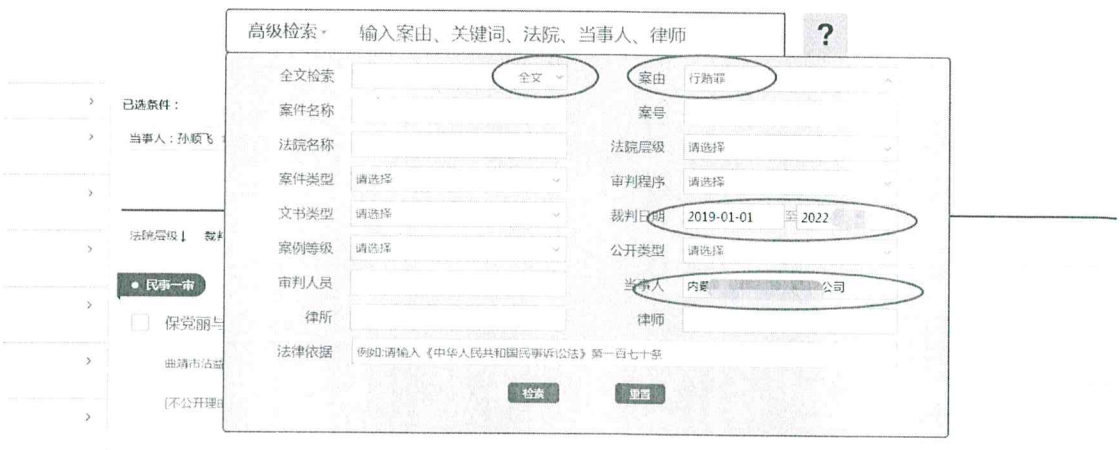 高级检索 输入案由、关键词、法院、当事人、律师 ?
全文检索 全文 案由 行贿罪
案件名称 案号
法院名称 法院层级 请选择
案件类型 请选择 审判程序 请选择
文书类型 请选择 裁判日期 2019-01-01 至 2022
案例等级 请选择 公开类型 请选择
审判人员 当事人 内蒙 公司
律所 律师
法律依据 例如:请输入《中华人民共和国民事诉讼法》第一百七十条
检索 重置
已选条件：
当事人：孙顺飞
法院层级↓ 裁判
民事一审
保党丽与
曲靖市沾益
[不公开理由